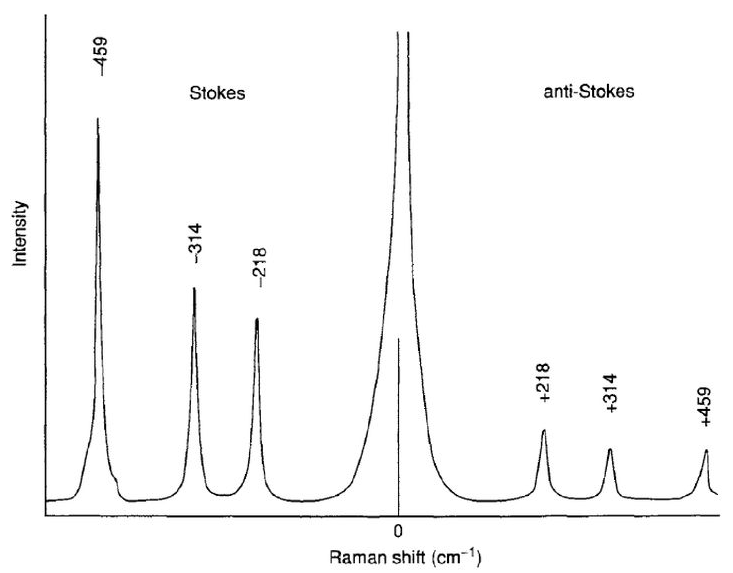 –459
Stokes
anti-Stokes
–314
–218
Intensity
+218
+314
+459
0
Raman shift (cm⁻¹)